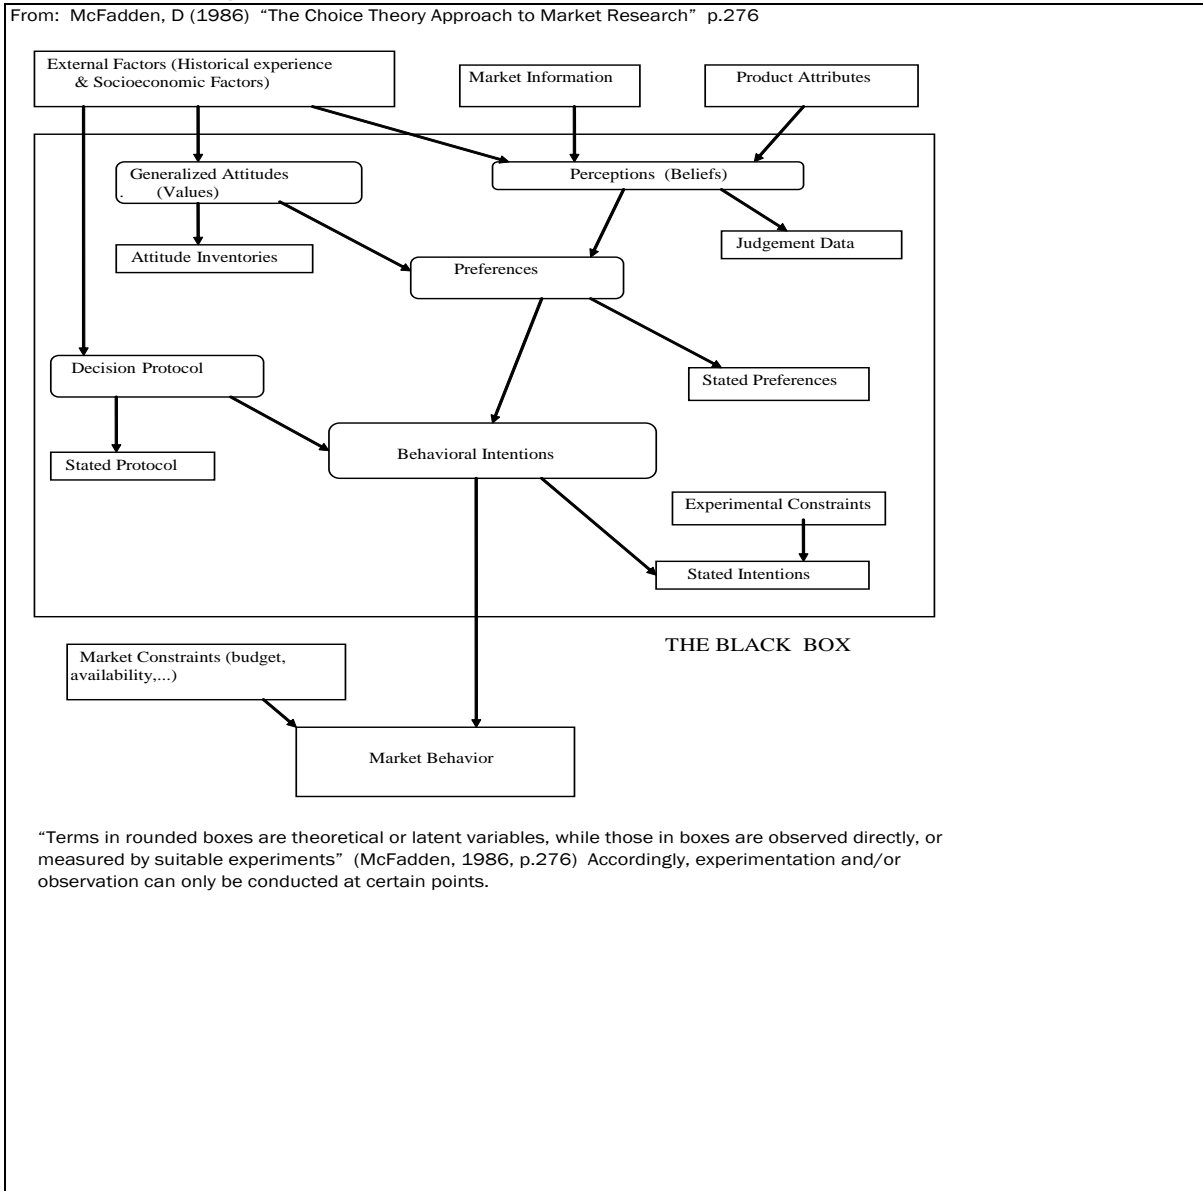 From: McFadden, D (1986) “The Choice Theory Approach to Market Research” p.276
External Factors (Historical experience
& Socioeconomic Factors)
Market Information
Product Attributes
Generalized Attitudes
. (Values)
Perceptions (Beliefs)
Attitude Inventories
Judgement Data
Preferences
Decision Protocol
Stated Preferences
Stated Protocol
Behavioral Intentions
Experimental Constraints
Stated Intentions
THE BLACK BOX
Market Constraints (budget,
availability,...)
Market Behavior
“Terms in rounded boxes are theoretical or latent variables, while those in boxes are observed directly, or
measured by suitable experiments” (McFadden, 1986, p.276) Accordingly, experimentation and/or
observation can only be conducted at certain points.